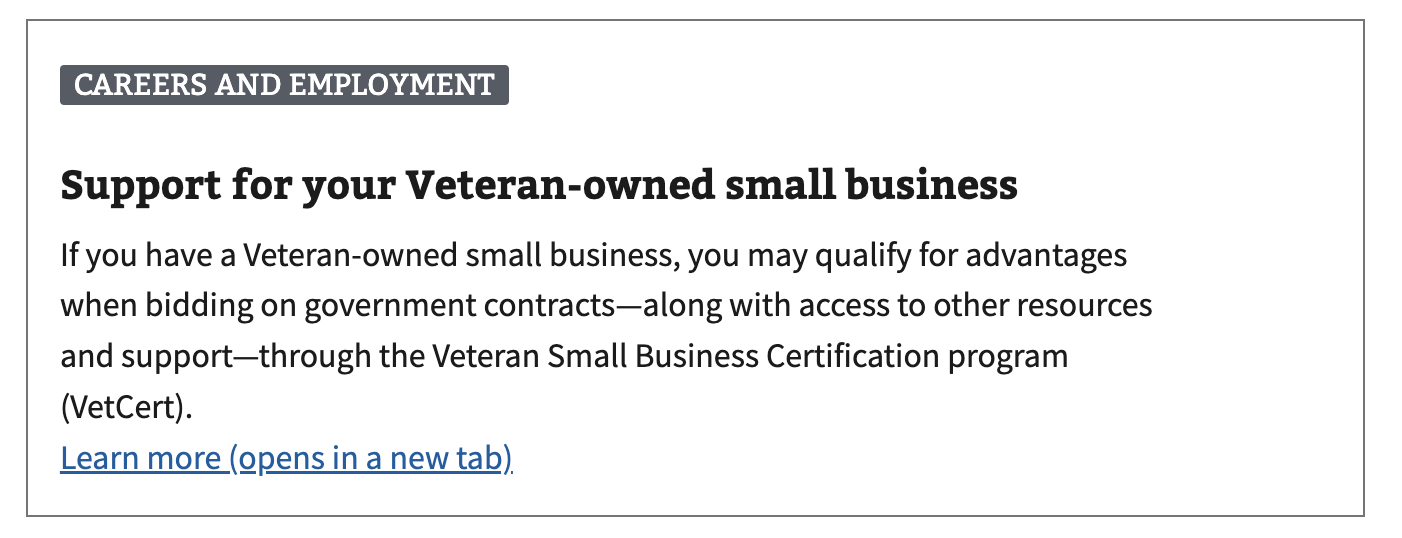 CAREERS AND EMPLOYMENT
Support for your Veteran-owned small business
If you have a Veteran-owned small business, you may qualify for advantages
when bidding on government contracts—along with access to other resources
and support—through the Veteran Small Business Certification program
(VetCert).
Learn more (opens in a new tab)